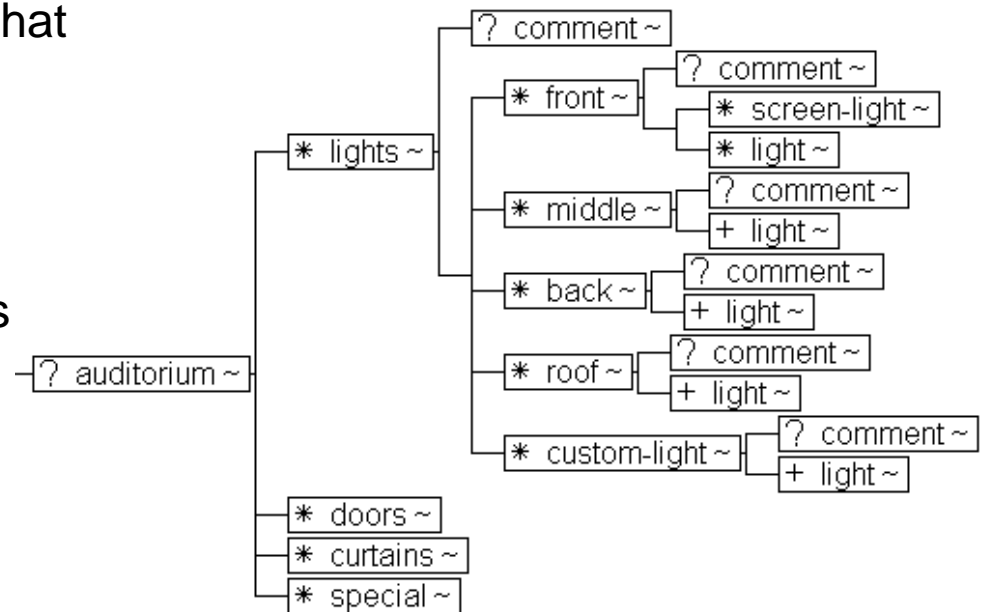 hat
? comment ~
? comment ~
* front ~
* screen-light ~
* lights ~
* light ~
? comment ~
* middle ~
+ light ~
? comment ~
* back ~
s
+ light ~
? comment ~
? auditorium ~
* roof ~
+ light ~
? comment ~
* custom-light ~
+ light ~
* doors ~
* curtains ~
* special ~